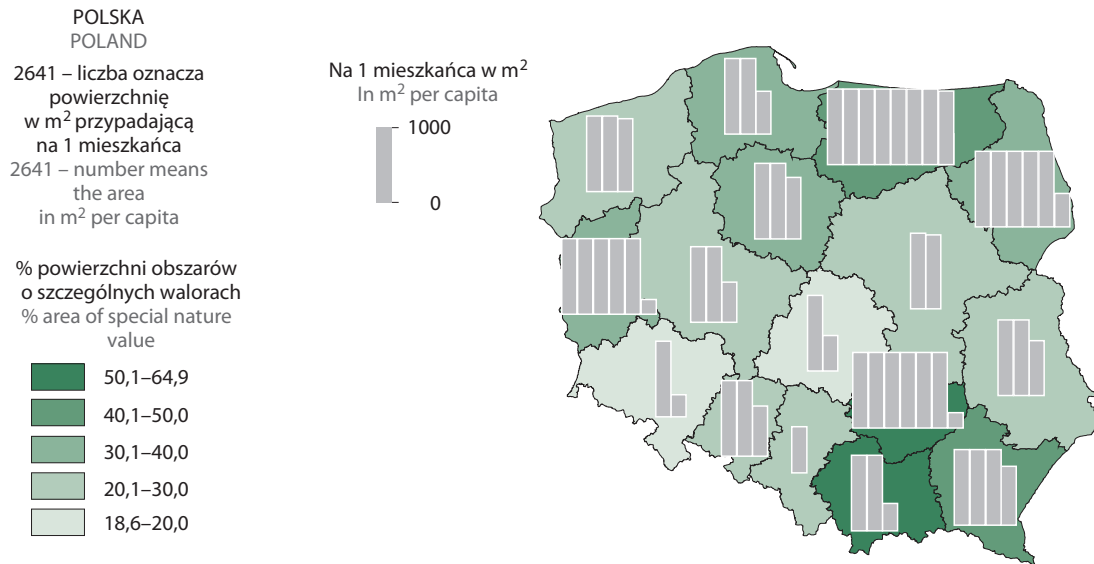 POLSKA
POLAND
2641 – liczba oznacza
powierzchnię
w m² przypadającą
na 1 mieszkańca
2641 – number means
the area
in m² per capita
Na 1 mieszkańca w m²
In m² per capita
1000
0
% powierzchni obszarów
o szczególnych walorach
% area of special nature
value
50,1–64,9
40,1–50,0
30,1–40,0
20,1–30,0
18,6–20,0